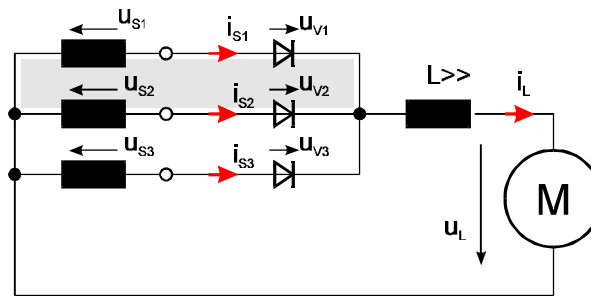 uS1 iS1 uV1
uS2 iS2 uV2 L>> iL
uS3 iS3 uV3
uL M